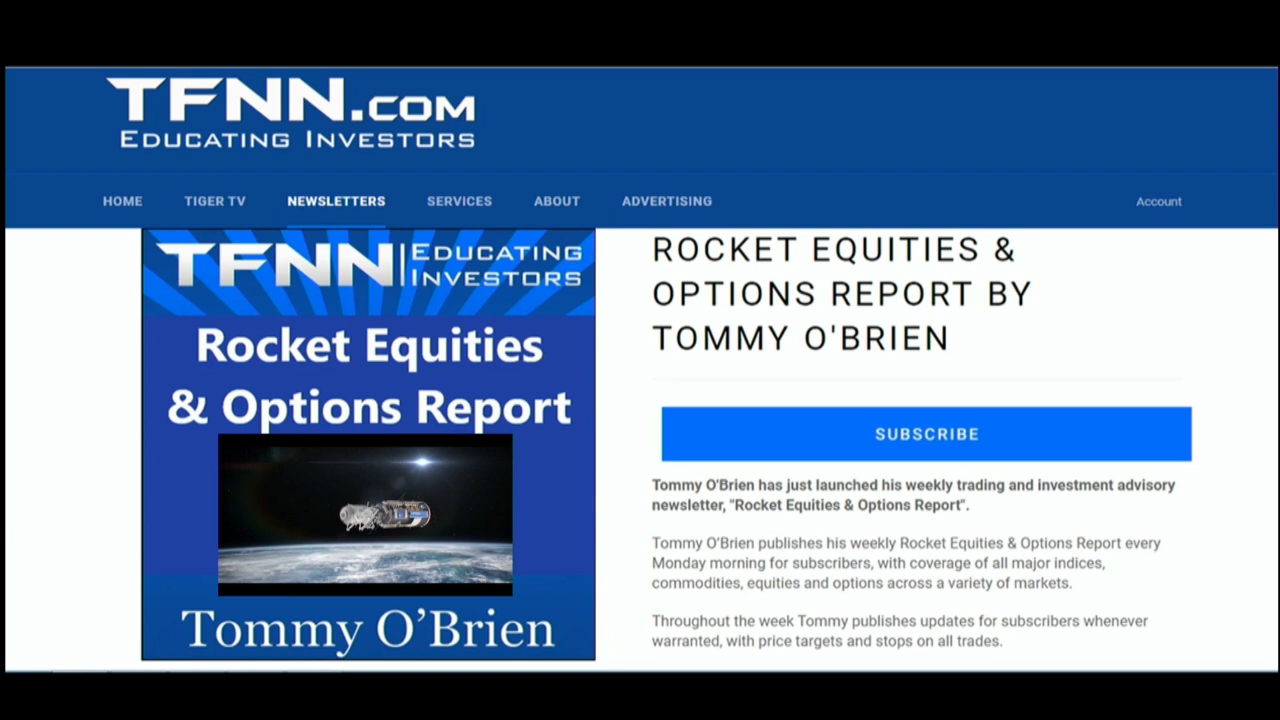 TFNN.COM
EDUCATING INVESTORS
HOME TIGER TV NEWSLETTERS SERVICES ABOUT ADVERTISING Account
TFNN EDUCATING
INVESTORS
Rocket Equities
& Options Report
Tommy O’Brien
ROCKET EQUITIES &
OPTIONS REPORT BY
TOMMY O'BRIEN
SUBSCRIBE
Tommy O'Brien has just launched his weekly trading and investment advisory
newsletter, "Rocket Equities & Options Report".
Tommy O’Brien publishes his weekly Rocket Equities & Options Report every
Monday morning for subscribers, with coverage of all major indices,
commodities, equities and options across a variety of markets.
Throughout the week Tommy publishes updates for subscribers whenever
warranted, with price targets and stops on all trades.